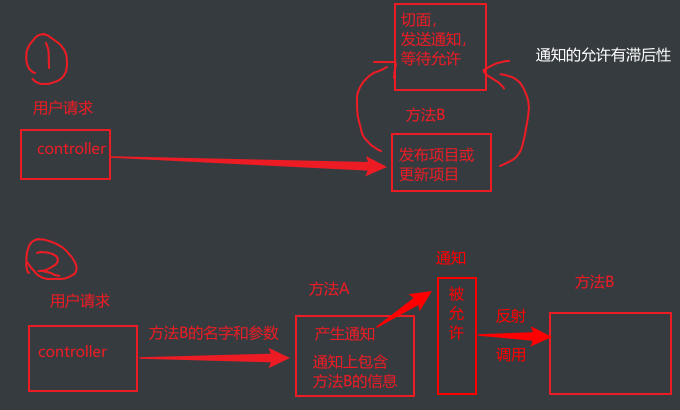 ①
切面，
发送通知，
等待允许
通知的允许有滞后性
用户请求
方法B
controller
发布项目或
更新项目
②
通知
方法B
用户请求
方法A
被
允
许
反射
调用
方法B的名字和参数
产生通知
controller
通知上包含
方法B的信息